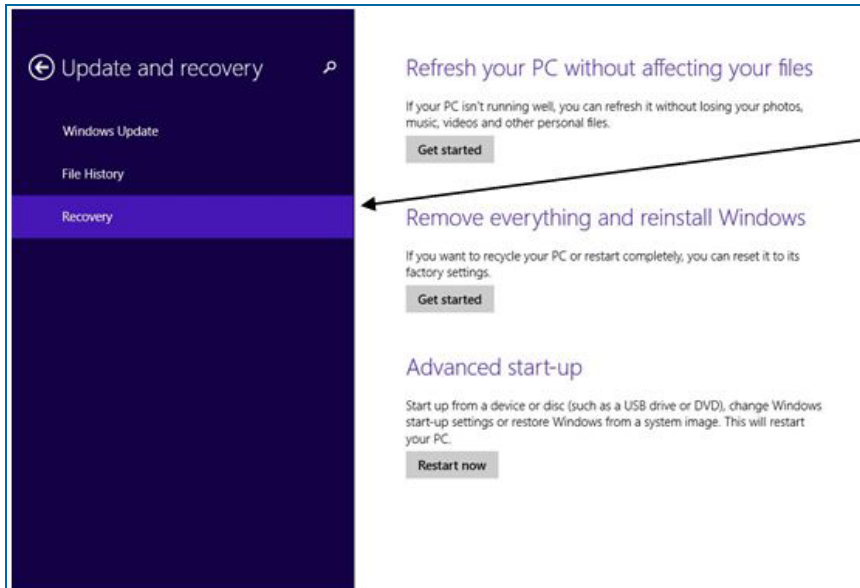 Update and recovery
Windows Update
File History
Recovery
Refresh your PC without affecting your files
If your PC isn't running well, you can refresh it without losing your photos,
music, videos and other personal files.
Get started
Remove everything and reinstall Windows
If you want to recycle your PC or restart completely, you can reset it to its
factory settings.
Get started
Advanced start-up
Start up from a device or disc (such as a USB drive or DVD), change Windows
start-up settings or restore Windows from a system image. This will restart
your PC.
Restart now